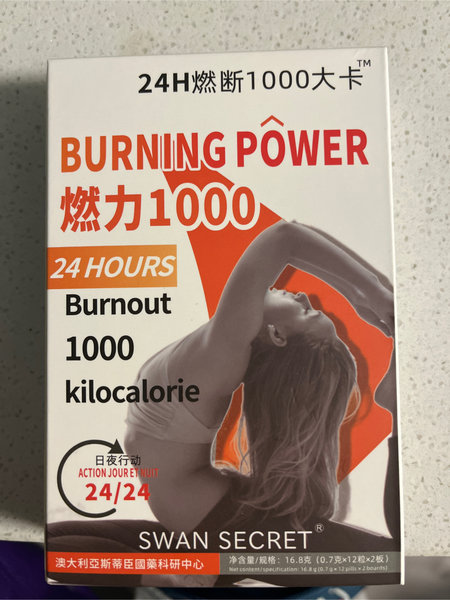 24H燃断1000大卡™
BURNING POWER
燃力1000
24 HOURS
Burnout
1000
kilocalorie
日夜行动
ACTION JOUR ET NUIT
24/24
SWAN SECRET®
澳大利亞斯蒂臣國藥科研中心
净含量/规格：16.8克（0.7克×12粒×2板）
Net content/specification: 16.8 g (0.7 g × 12 pills × 2 boards)